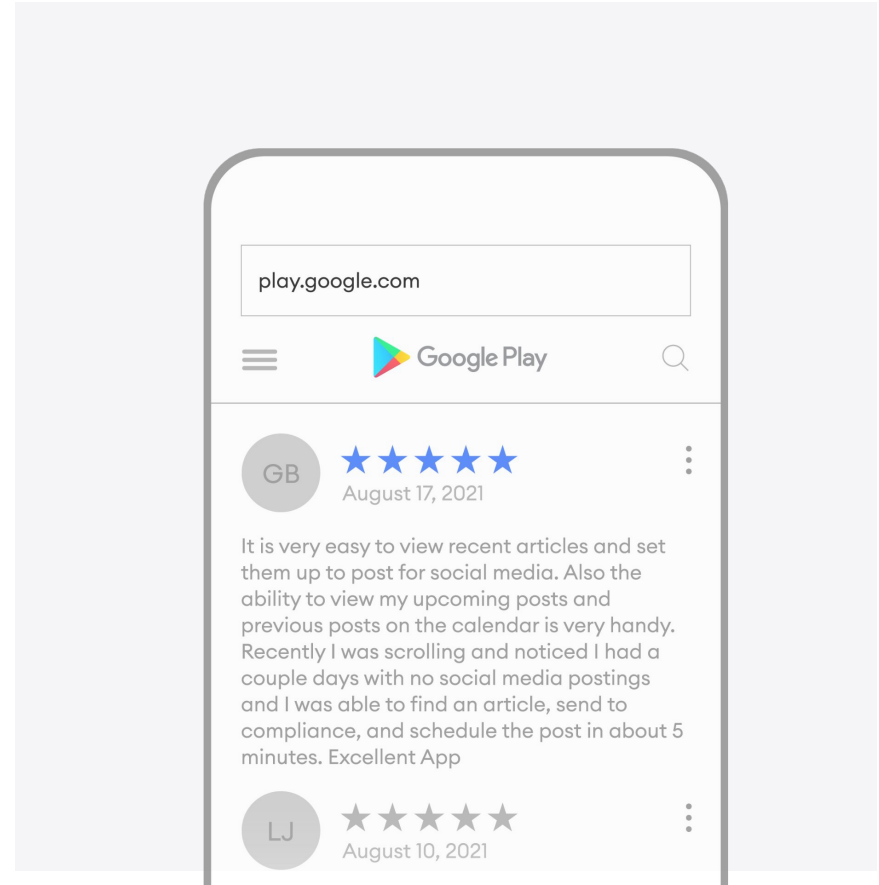 play.google.com
Google Play
GB
August 17, 2021
It is very easy to view recent articles and set
them up to post for social media. Also the
ability to view my upcoming posts and
previous posts on the calendar is very handy.
Recently I was scrolling and noticed I had a
couple days with no social media postings
and I was able to find an article, send to
compliance, and schedule the post in about 5
minutes. Excellent App
LJ
August 10, 2021